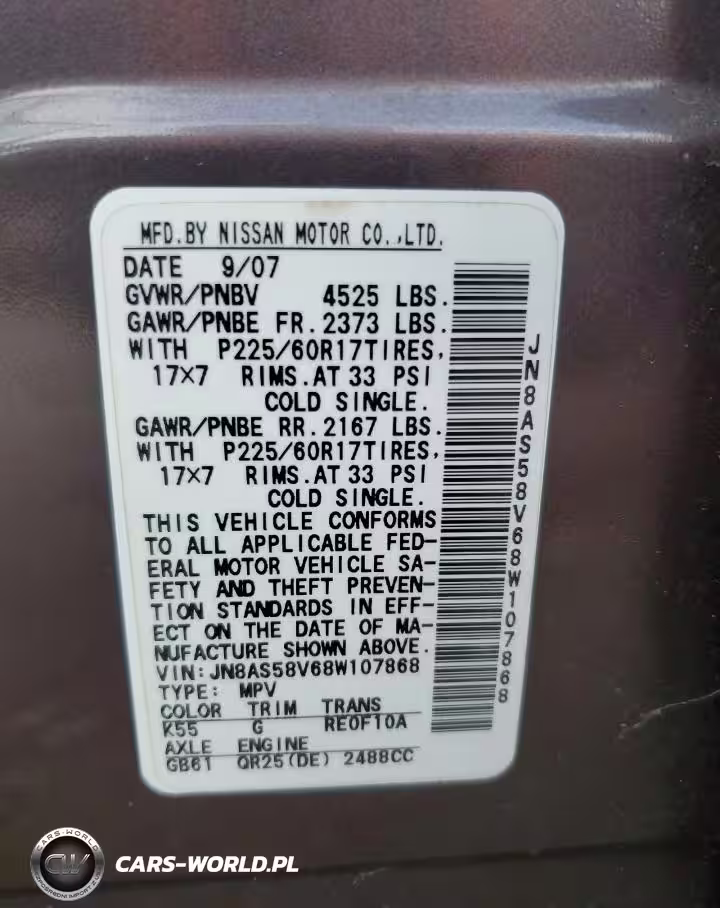 MFD.BY NISSAN MOTOR CO.,LTD.
DATE 9/07
GVWR/PNBV 4525 LBS.
GAWR/PNBE FR.2373 LBS.
WITH P225/60R17TIRES,
17×7 RIMS.AT 33 PSI
COLD SINGLE.
GAWR/PNBE RR.2167 LBS.
WITH P225/60R17TIRES,
17×7 RIMS.AT 33 PSI
COLD SINGLE.
THIS VEHICLE CONFORMS
TO ALL APPLICABLE FED-
ERAL MOTOR VEHICLE SA-
FETY AND THEFT PREVEN-
TION STANDARDS IN EFF-
ECT ON THE DATE OF MA-
NUFACTURE SHOWN ABOVE.
VIN:JN8AS58V68W107868
TYPE: MPV
COLOR TRIM TRANS
K55 G RE0F10A
AXLE ENGINE
GB61 QR25(DE) 2488CC
JN8AS58V68W107868
CARS-WORLD
CW
CARS-WORLD.PL